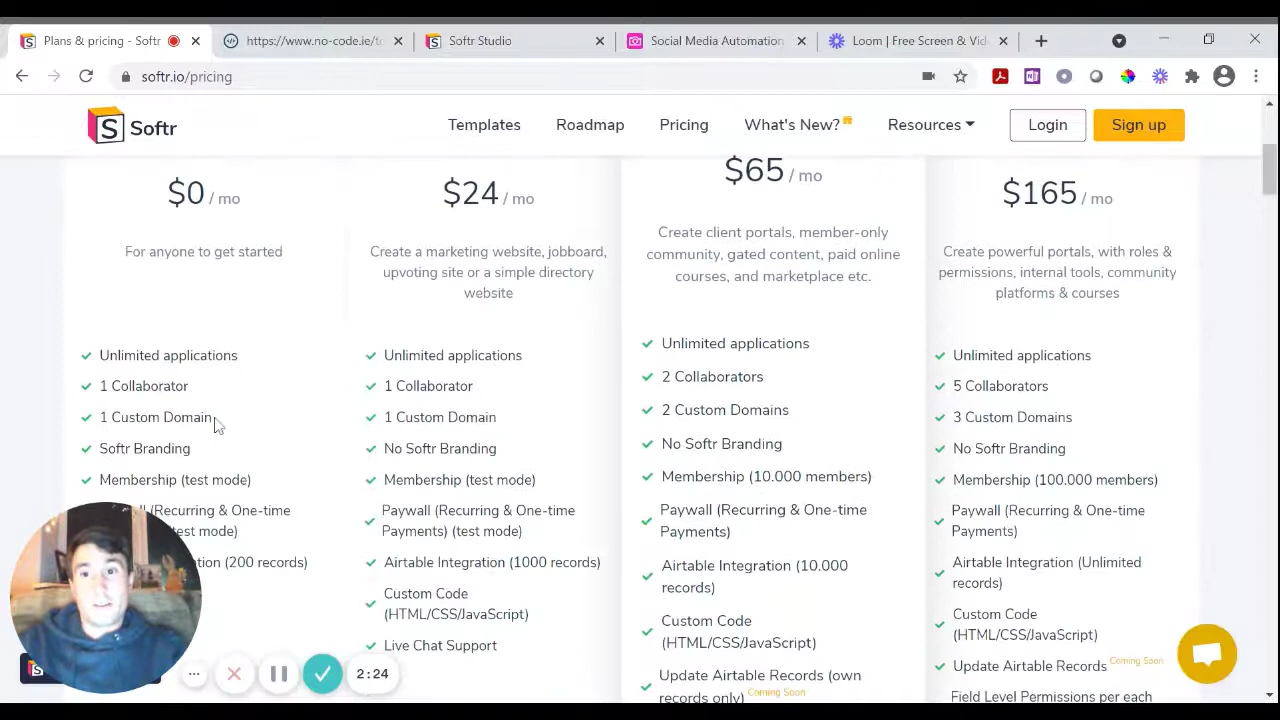 Plans & pricing - Softr
https://www.no-code.ie/to
Softr Studio
Social Media Automation
Loom | Free Screen & Vid
softr.io/pricing
Softr
Templates
Roadmap
Pricing
What's New?
Resources
Login
Sign up
$0 / mo
For anyone to get started
Unlimited applications
1 Collaborator
1 Custom Domain
Softr Branding
Membership (test mode)
(Recurring & One-time
test mode)
(200 records)
$24 / mo
Create a marketing website, jobboard,
upvoting site or a simple directory
website
Unlimited applications
1 Collaborator
1 Custom Domain
No Softr Branding
Membership (test mode)
Paywall (Recurring & One-time
Payments) (test mode)
Airtable Integration (1000 records)
Custom Code
(HTML/CSS/JavaScript)
Live Chat Support
$65 / mo
Create client portals, member-only
community, gated content, paid online
courses, and marketplace etc.
Unlimited applications
2 Collaborators
2 Custom Domains
No Softr Branding
Membership (10.000 members)
Paywall (Recurring & One-time
Payments)
Airtable Integration (10.000
records)
Custom Code
(HTML/CSS/JavaScript)
Update Airtable Records (own
records only) Coming Soon
$165 / mo
Create powerful portals, with roles &
permissions, internal tools, community
platforms & courses
Unlimited applications
5 Collaborators
3 Custom Domains
No Softr Branding
Membership (100.000 members)
Paywall (Recurring & One-time
Payments)
Airtable Integration (Unlimited
records)
Custom Code
(HTML/CSS/JavaScript)
Update Airtable Records Coming Soon
Field Level Permissions per each
2:24